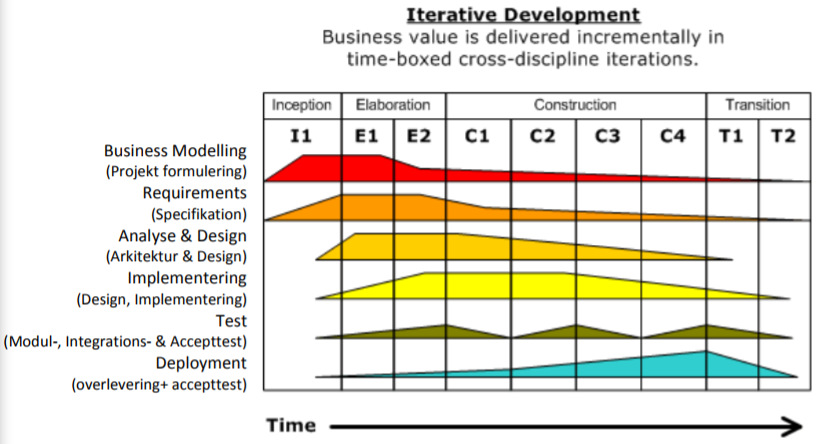 Iterative Development
Business value is delivered incrementally in
time-boxed cross-discipline iterations.
Inception Elaboration Construction Transition
I1 E1 E2 C1 C2 C3 C4 T1 T2
Business Modelling
(Projekt formulering)
Requirements
(Specifikation)
Analyse & Design
(Arkitektur & Design)
Implementering
(Design, Implementering)
Test
(Modul-, Integrations- & Accepttest)
Deployment
(overlevering+ accepttest)
Time